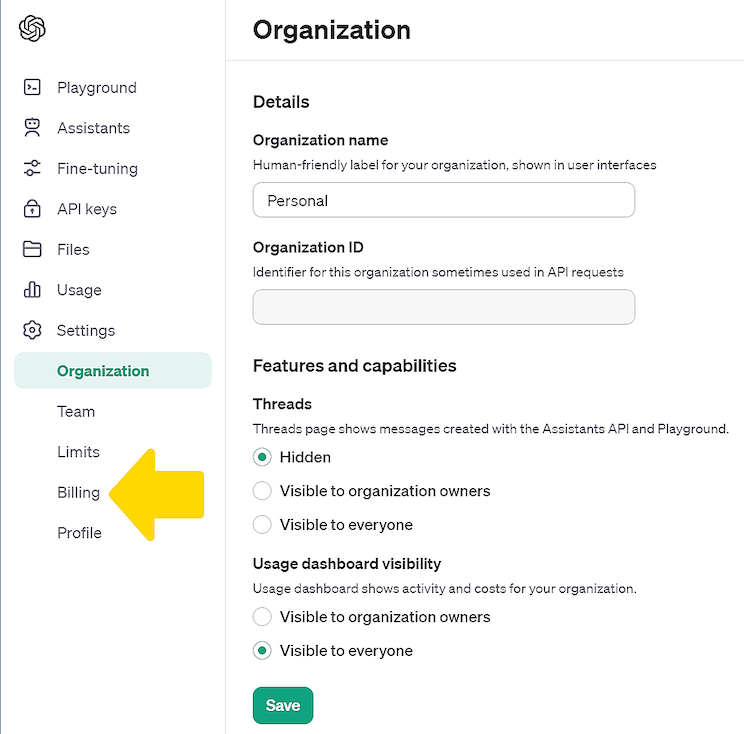 Organization
Playground
Assistants
Fine-tuning
API keys
Files
Usage
Settings
Organization
Team
Limits
Billing
Profile
Details
Organization name
Human-friendly label for your organization, shown in user interfaces
Personal
Organization ID
Identifier for this organization sometimes used in API requests
Features and capabilities
Threads
Threads page shows messages created with the Assistants API and Playground.
Hidden
Visible to organization owners
Visible to everyone
Usage dashboard visibility
Usage dashboard shows activity and costs for your organization.
Visible to organization owners
Visible to everyone
Save